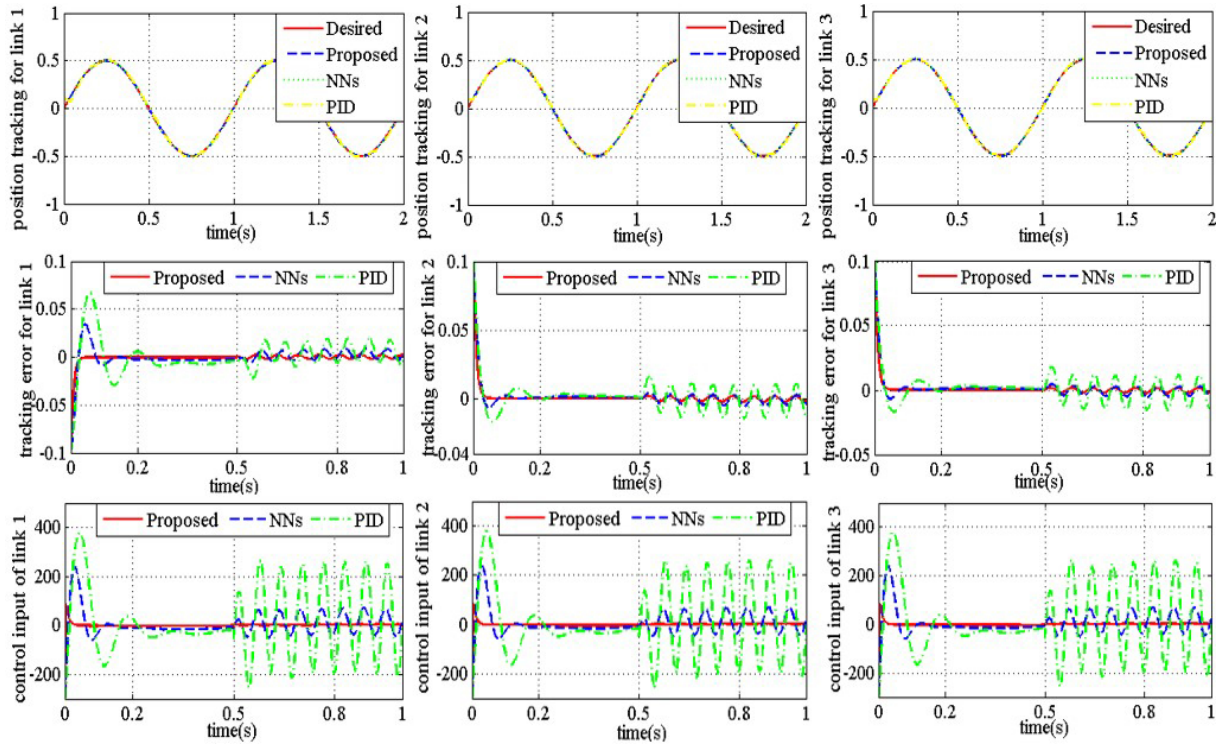 position tracking for link 1
1
0.5
0
-0.5
-1
Desired
Proposed
NNs
PID
0 0.5 1 1.5 2
time(s)
position tracking for link 2
1
0.5
0
-0.5
-1
Desired
Proposed
NNs
PID
0 0.5 1 1.5 2
time(s)
position tracking for link 3
1
0.5
0
-0.5
-1
Desired
Proposed
NNs
PID
0 0.5 1 1.5 2
time(s)
tracking error for link 1
0.1
0.05
0
-0.05
-0.1
Proposed NNs PID
0 0.2 0.5 0.8 1
time(s)
tracking error for link 2
0.1
0.05
0
-0.04
Proposed NNs PID
0 0.2 0.5 0.8 1
time(s)
tracking error for link 3
0.1
0.05
0
-0.05
Proposed NNs PID
0 0.2 0.5 0.8 1
time(s)
control input of link 1
400
200
0
-200
Proposed NNs PID
0 0.2 0.5 0.8 1
time(s)
control input of link 2
400
200
0
-200
Proposed NNs PID
0 0.2 0.5 0.8 1
time(s)
control input of link 3
400
200
0
-200
Proposed NNs PID
0 0.2 0.5 0.8 1
time(s)